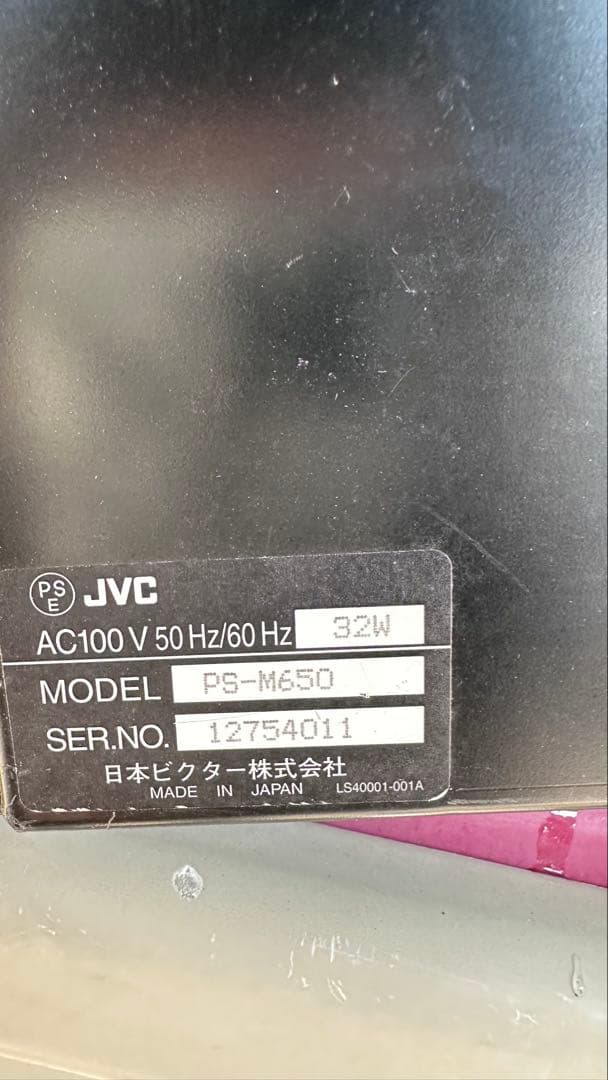 PS
E
JVC
AC100 V 50 Hz/60 Hz 32W
MODEL PS-M650
SER.NO. 12754011
日本ビクター株式会社
MADE IN JAPAN LS40001-001A